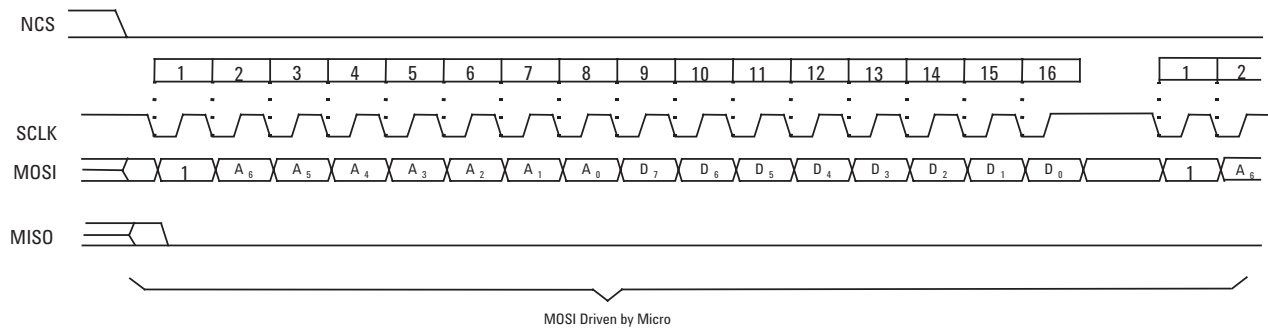 NCS
1 2 3 4 5 6 7 8 9 10 11 12 13 14 15 16 1 2
SCLK
MOSI 1 A6 A5 A4 A3 A2 A1 A0 D7 D6 D5 D4 D3 D2 D1 D0 1 A6
MISO
MOSI Driven by Micro